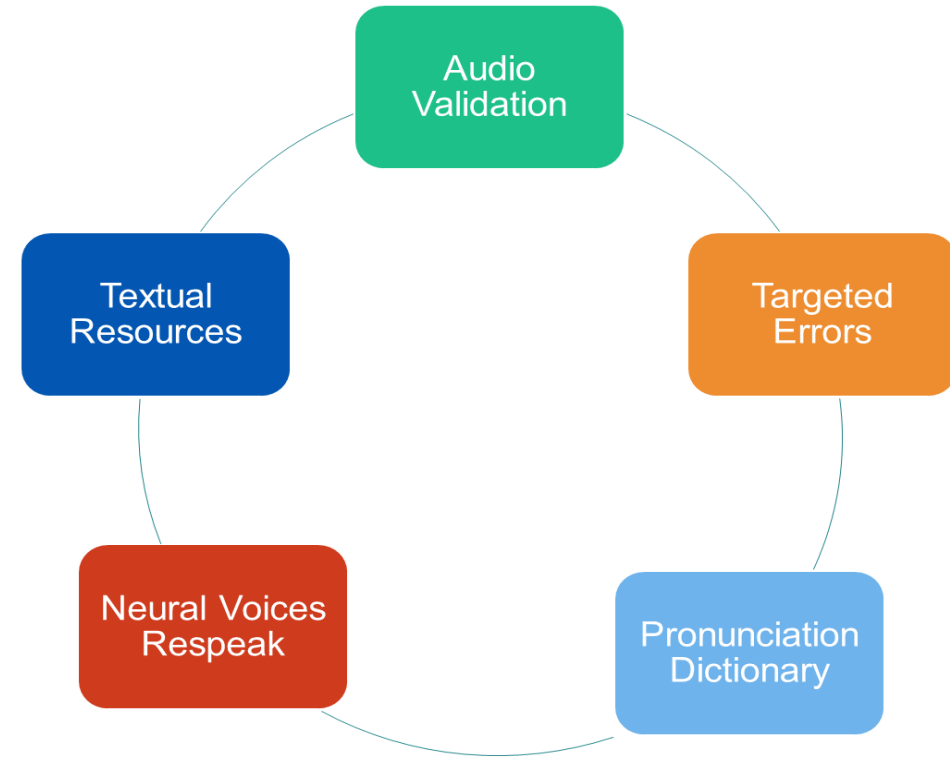 Audio
Validation
Textual
Resources
Targeted
Errors
Neural Voices
Respeak
Pronunciation
Dictionary